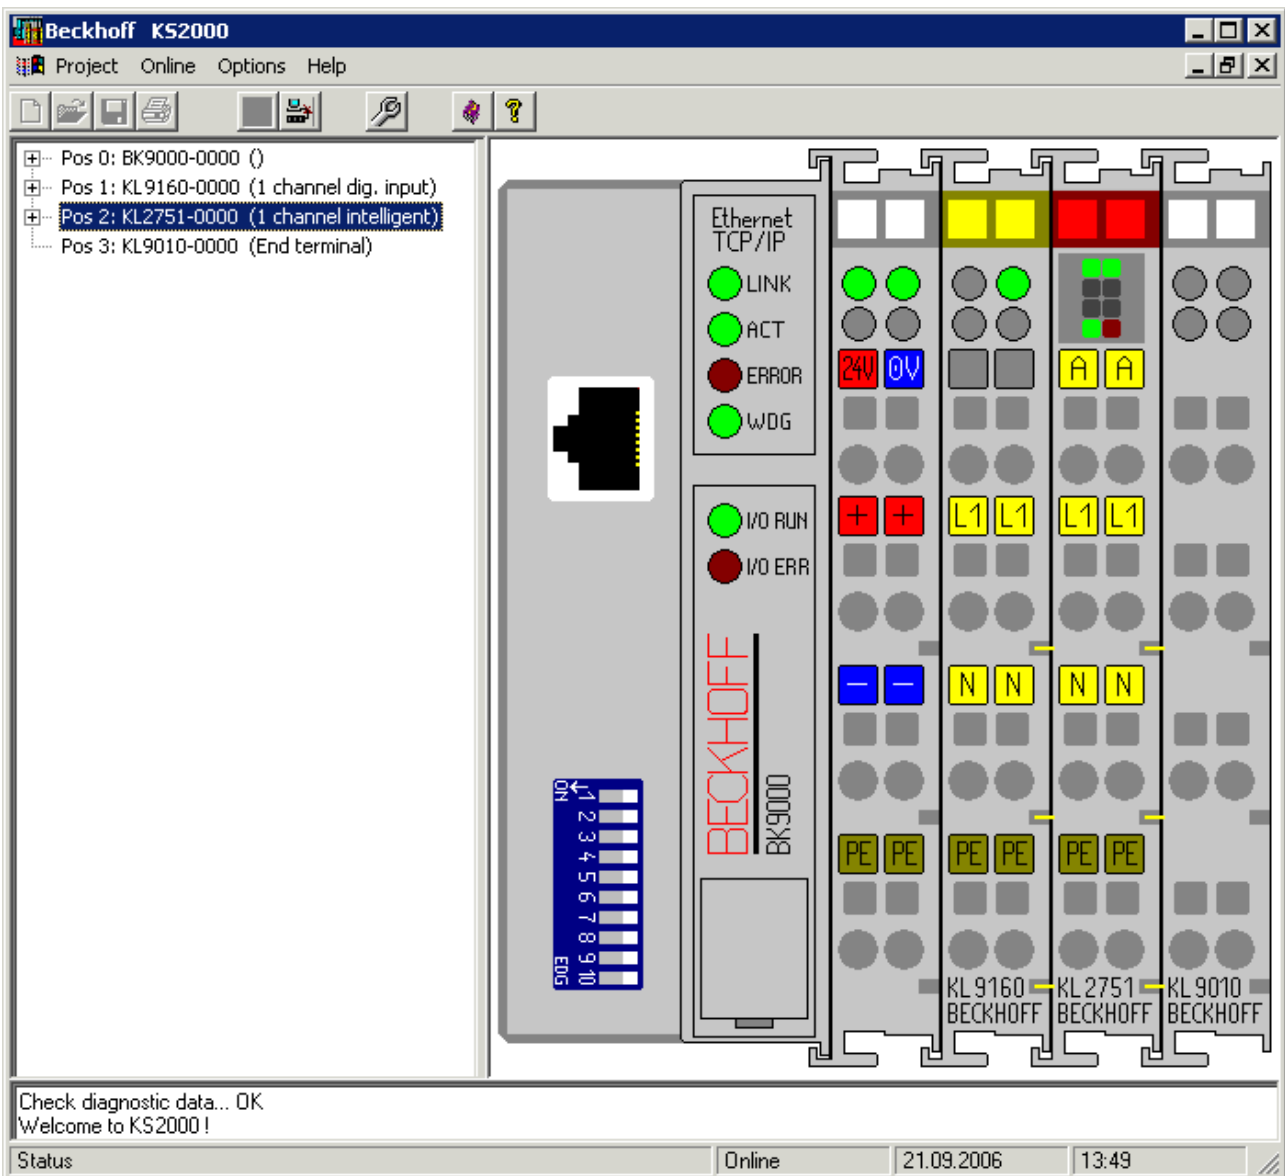 Beckhoff KS2000
Project Online Options Help
Pos 0: BK9000-0000 ()
Pos 1: KL9160-0000 (1 channel dig. input)
Pos 2: KL2751-0000 (1 channel intelligent)
Pos 3: KL9010-0000 (End terminal)
Ethernet
TCP/IP
LINK
ACT
ERROR
WDG
I/O RUN
I/O ERR
BECKHOFF
BK9000
ON
1
2
3
4
5
6
7
8
9
10
EDG
24V 0V A A
+ + L1 L1 L1 L1
− − N N N N
PE PE PE PE PE PE
KL9160 KL2751 KL9010
BECKHOFF BECKHOFF BECKHOFF
Check diagnostic data... OK
Welcome to KS2000 !
Status Online 21.09.2006 13:49